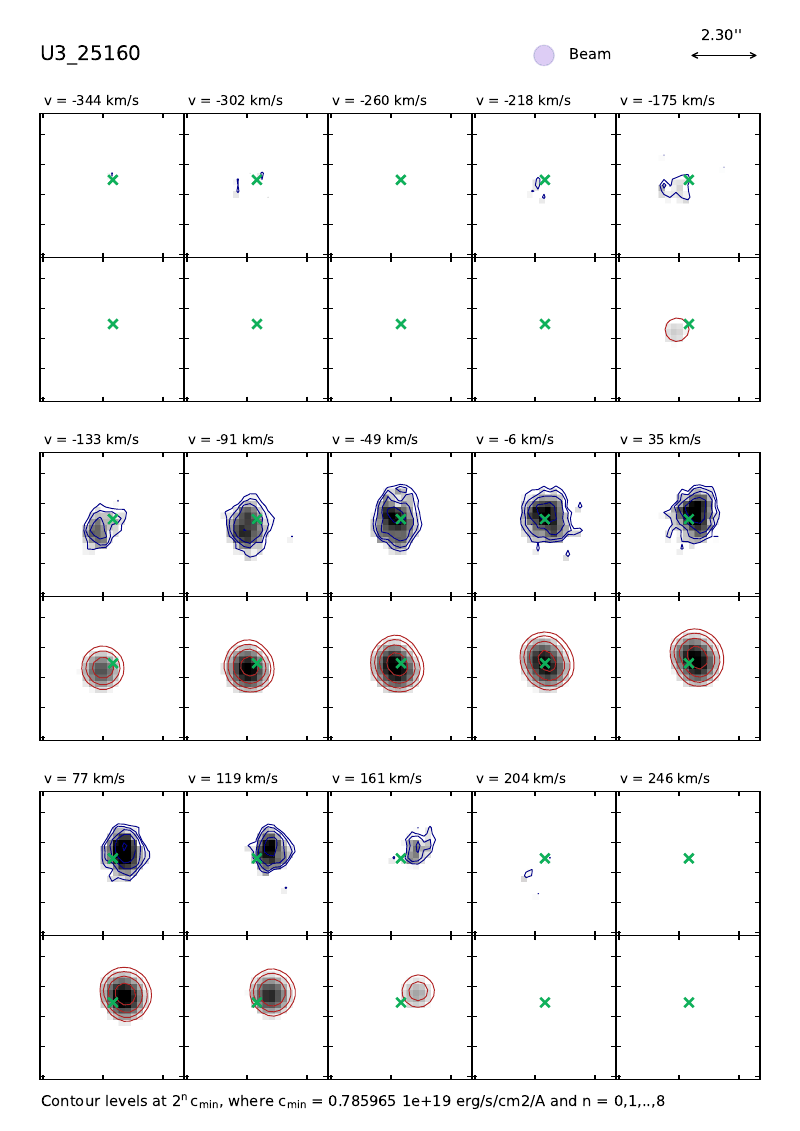 2.30''
U3_25160
Beam
v = -344 km/s v = -302 km/s v = -260 km/s v = -218 km/s v = -175 km/s
v = -133 km/s v = -91 km/s v = -49 km/s v = -6 km/s v = 35 km/s
v = 77 km/s v = 119 km/s v = 161 km/s v = 204 km/s v = 246 km/s
Contour levels at 2ⁿ c_min, where c_min = 0.785965 1e+19 erg/s/cm2/A and n = 0,1,..,8